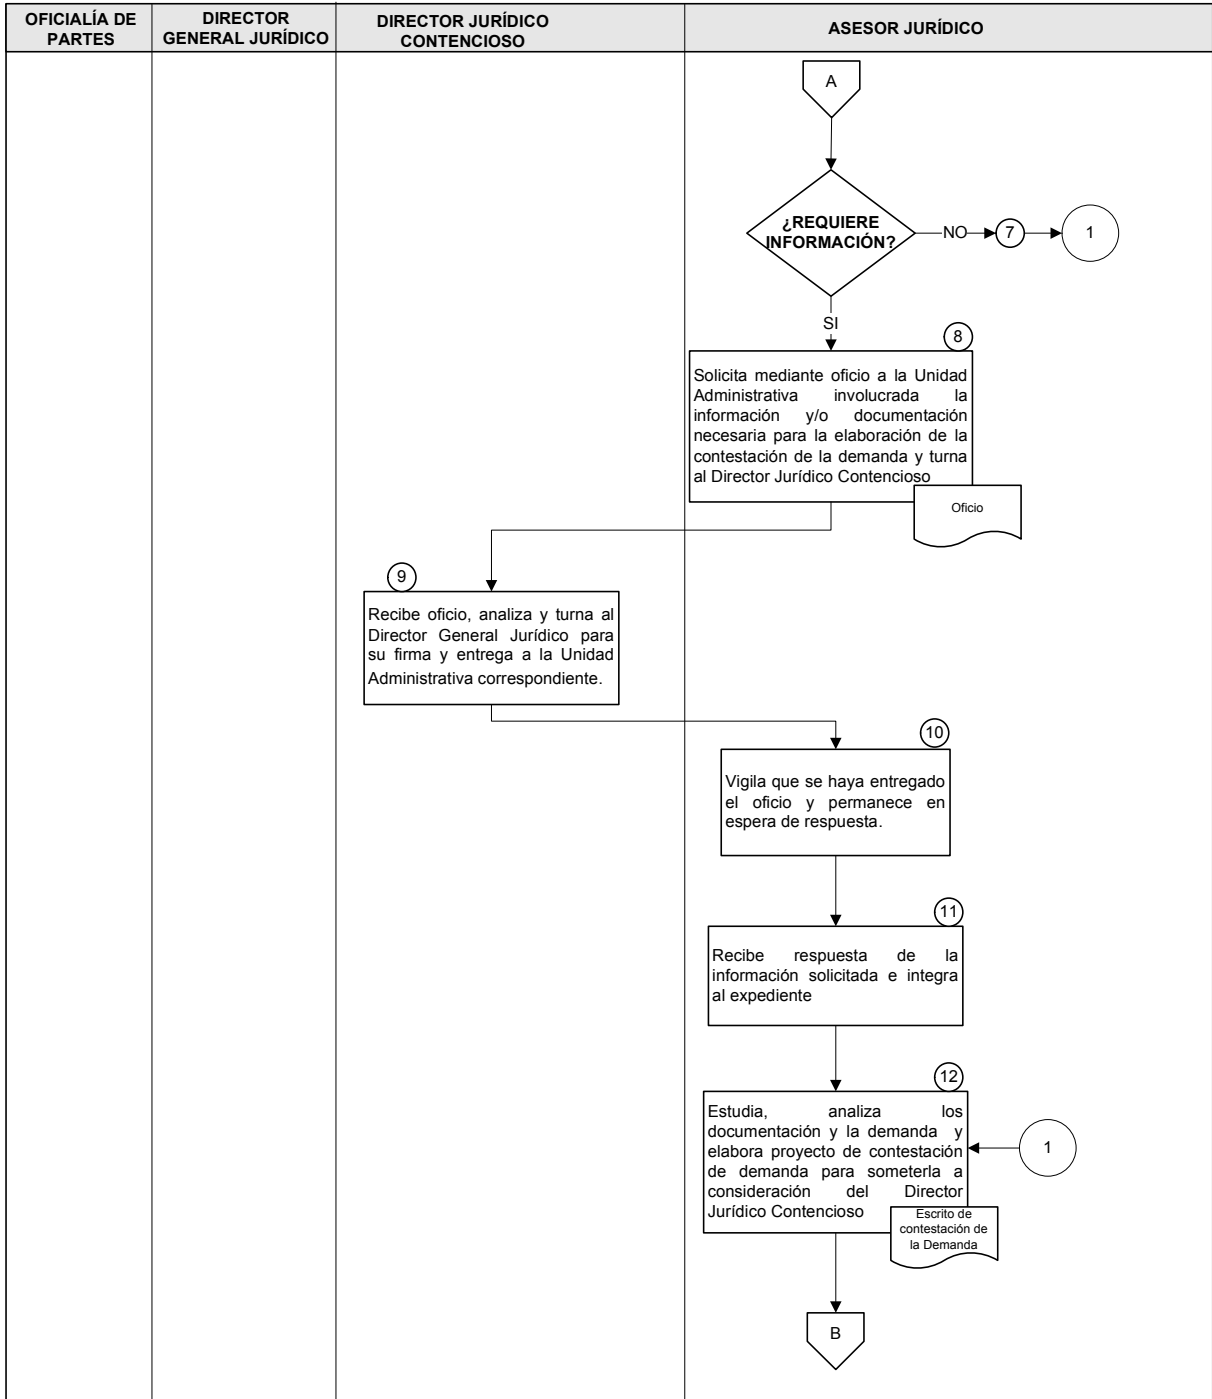 OFICIALÍA DE
PARTES
DIRECTOR
GENERAL JURÍDICO
DIRECTOR JURÍDICO
CONTENCIOSO
ASESOR JURÍDICO
A
¿REQUIERE
INFORMACIÓN?
NO
7
1
SI
8
Solicita mediante oficio a la Unidad
Administrativa involucrada la
información y/o documentación
necesaria para la elaboración de la
contestación de la demanda y turna
al Director Jurídico Contencioso
Oficio
9
Recibe oficio, analiza y turna al
Director General Jurídico para
su firma y entrega a la Unidad
Administrativa correspondiente.
10
Vigila que se haya entregado
el oficio y permanece en
espera de respuesta.
11
Recibe respuesta de la
información solicitada e integra
al expediente
12
Estudia, analiza los
documentación y la demanda y
elabora proyecto de contestación
de demanda para someterla a
consideración del Director
Jurídico Contencioso
1
Escrito de
contestación de
la Demanda
B